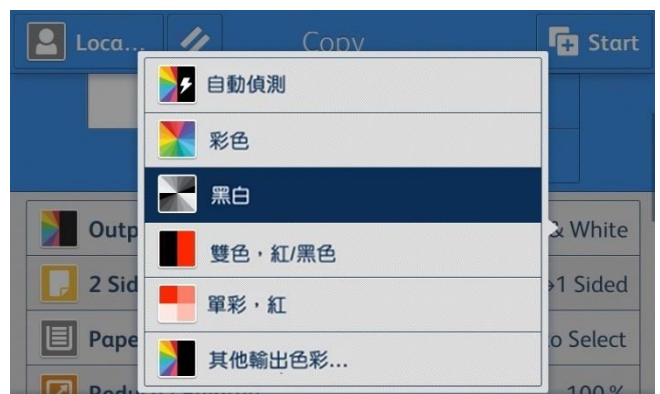 Loca...
Copy
Start
自動偵測
彩色
黑白
Outp
& White
雙色，紅/黑色
2 Sid
1 Sided
單彩，紅
Pape
o Select
其他輸出色彩...
100 %